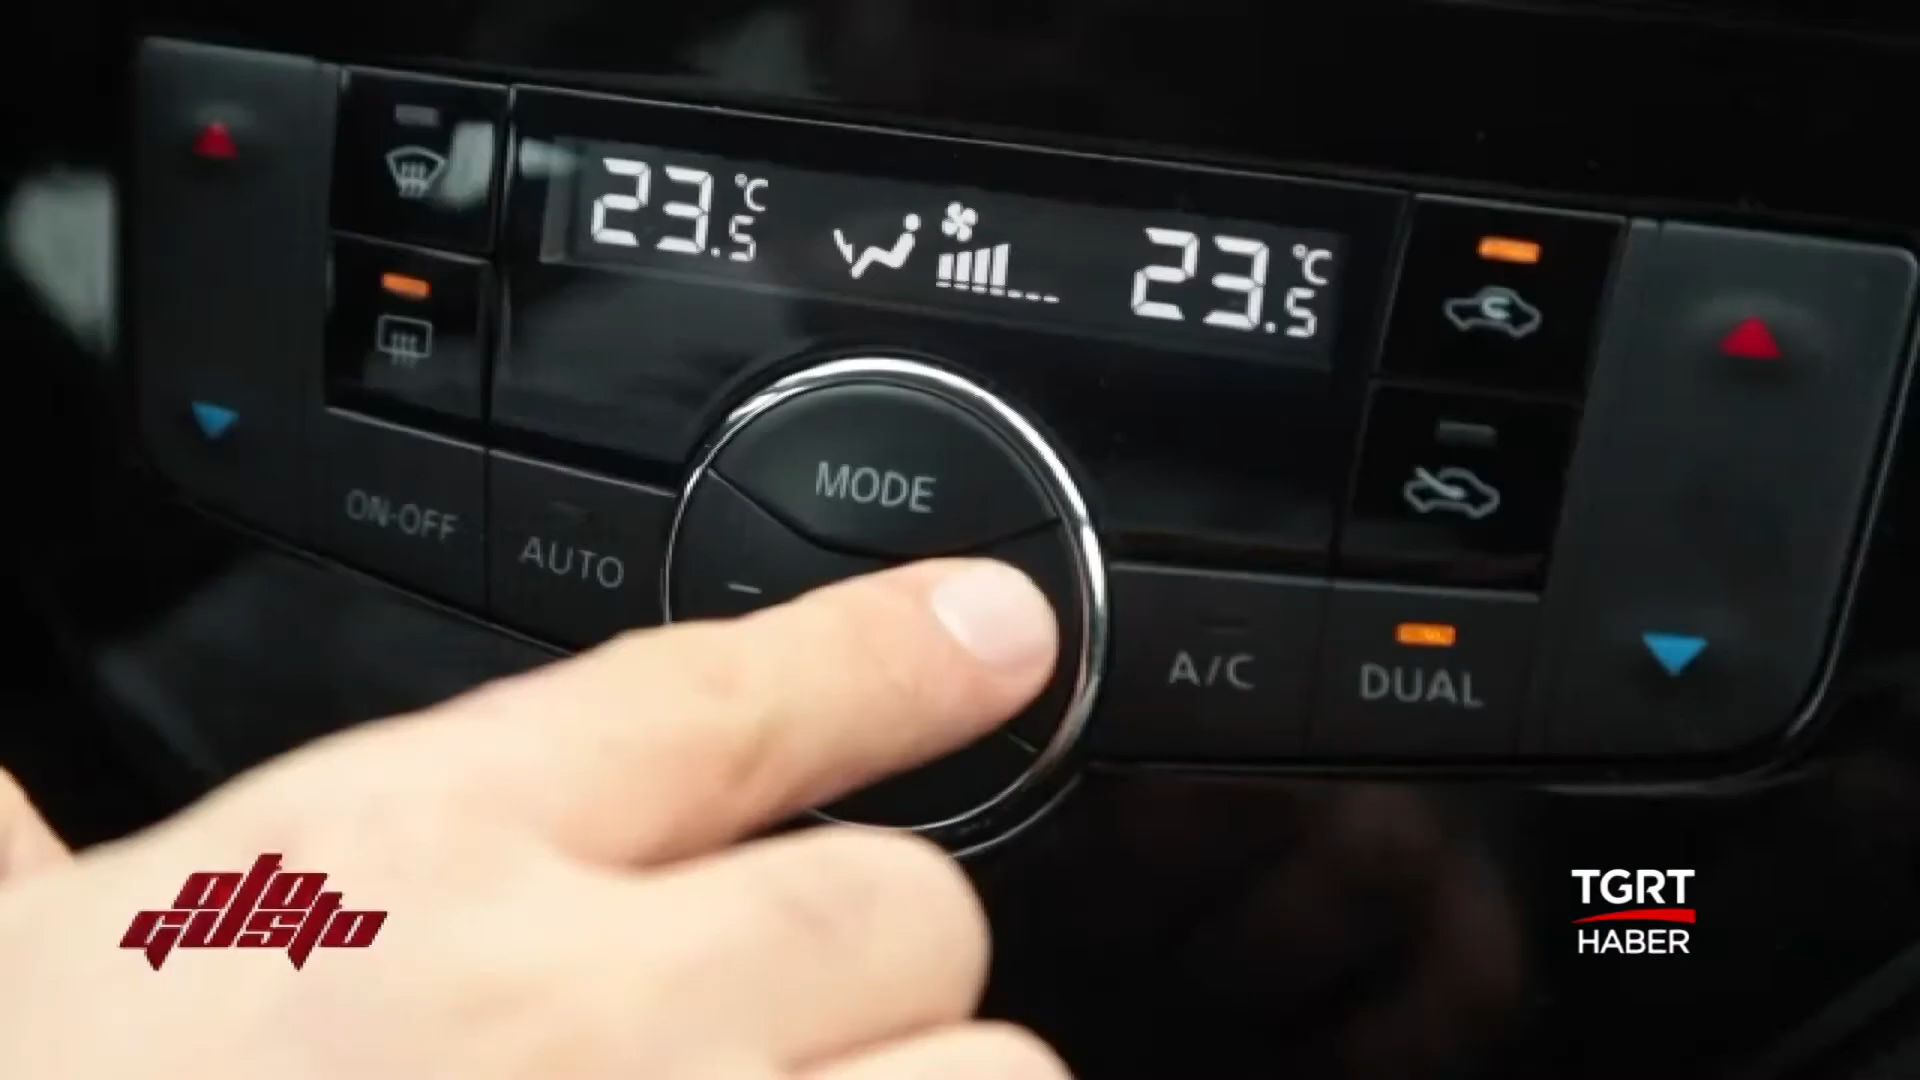 23.5 °C
23.5 °C
MODE
ON-OFF
AUTO
–
A/C
DUAL
oto
gusto
TGRT
HABER